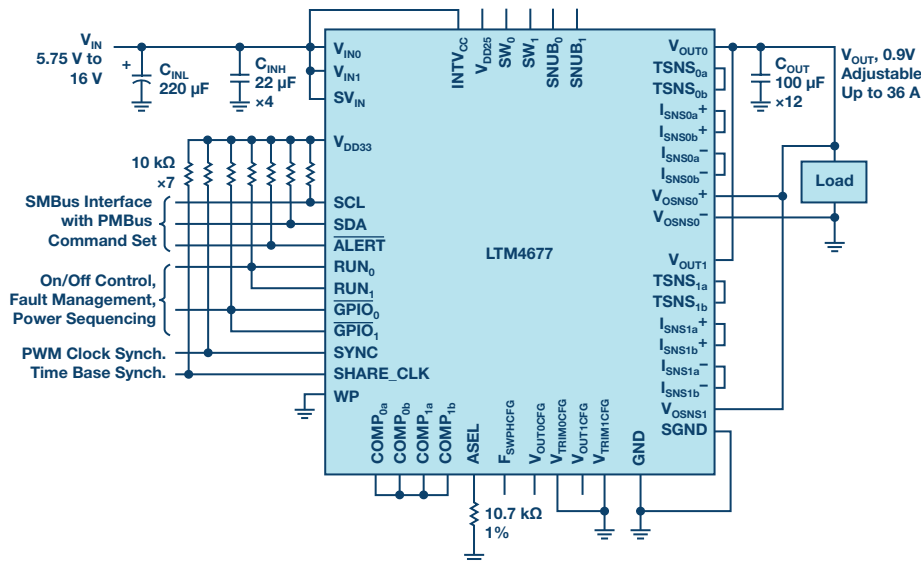 V_IN
5.75 V to
16 V
+
C_INL
220 µF
C_INH
22 µF
×4
V_IN0
V_IN1
SV_IN
INTV_CC
V_DD25
SW_0
SW_1
SNUB_0
SNUB_1
V_OUT0
TSNS_0a
TSNS_0b
I_SNS0a+
I_SNS0b+
I_SNS0a−
I_SNS0b−
V_OSNS0+
V_OSNS0−
C_OUT
100 µF
×12
V_OUT, 0.9V
Adjustable
Up to 36 A
Load
V_DD33
10 kΩ
×7
SMBus Interface
with PMBus
Command Set
SCL
SDA
ALERT
LTM4677
On/Off Control,
Fault Management,
Power Sequencing
RUN_0
RUN_1
GPIO_0
GPIO_1
PWM Clock Synch.
Time Base Synch.
SYNC
SHARE_CLK
WP
V_OUT1
TSNS_1a
TSNS_1b
I_SNS1a+
I_SNS1b+
I_SNS1a−
I_SNS1b−
V_OSNS1
SGND
COMP_0a
COMP_0b
COMP_1a
COMP_1b
ASEL
F_SWPHCFG
V_OUT0CFG
V_TRIM0CFG
V_OUT1CFG
V_TRIM1CFG
GND
10.7 kΩ
1%